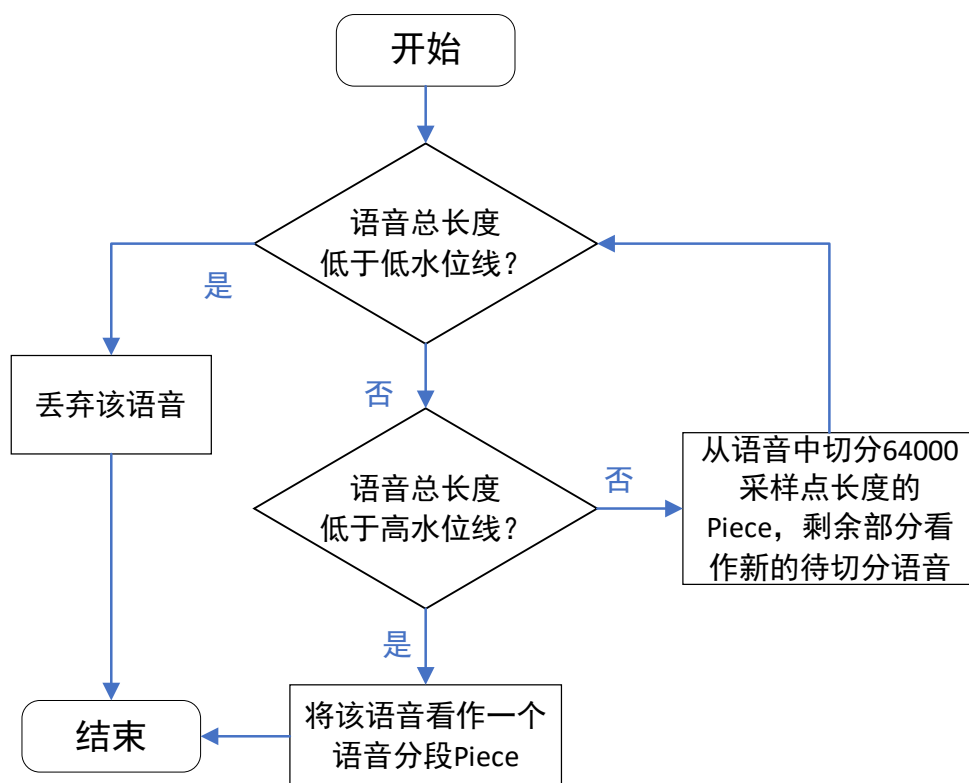 开始
语音总长度
低于低水位线？
是
丢弃该语音
否
语音总长度
低于高水位线？
否
从语音中切分64000
采样点长度的
Piece，剩余部分看
作新的待切分语音
是
将该语音看作一个
语音分段Piece
结束